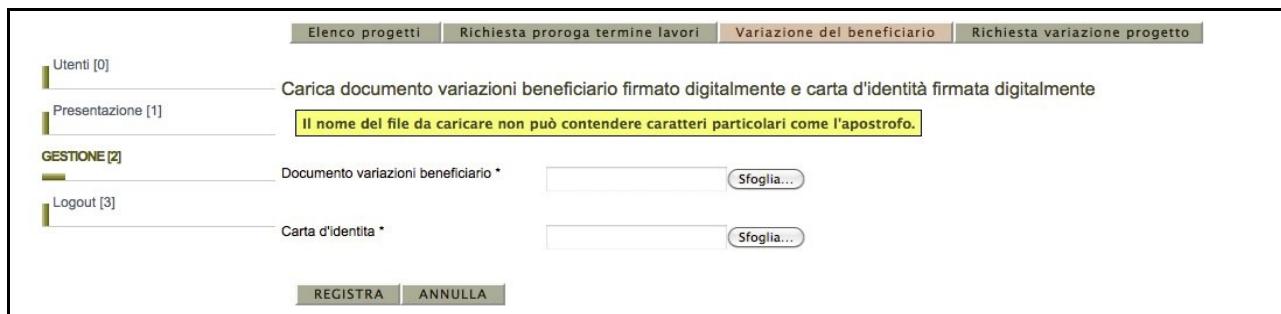 Elenco progetti Richiesta proroga termine lavori Variazione del beneficiario Richiesta variazione progetto
Utenti [0]
Presentazione [1]
GESTIONE [2]
Logout [3]
Carica documento variazioni beneficiario firmato digitalmente e carta d'identità firmata digitalmente
Il nome del file da caricare non può contendere caratteri particolari come l'apostrofo.
Documento variazioni beneficiario * Sfoglia...
Carta d'identita * Sfoglia...
REGISTRA ANNULLA